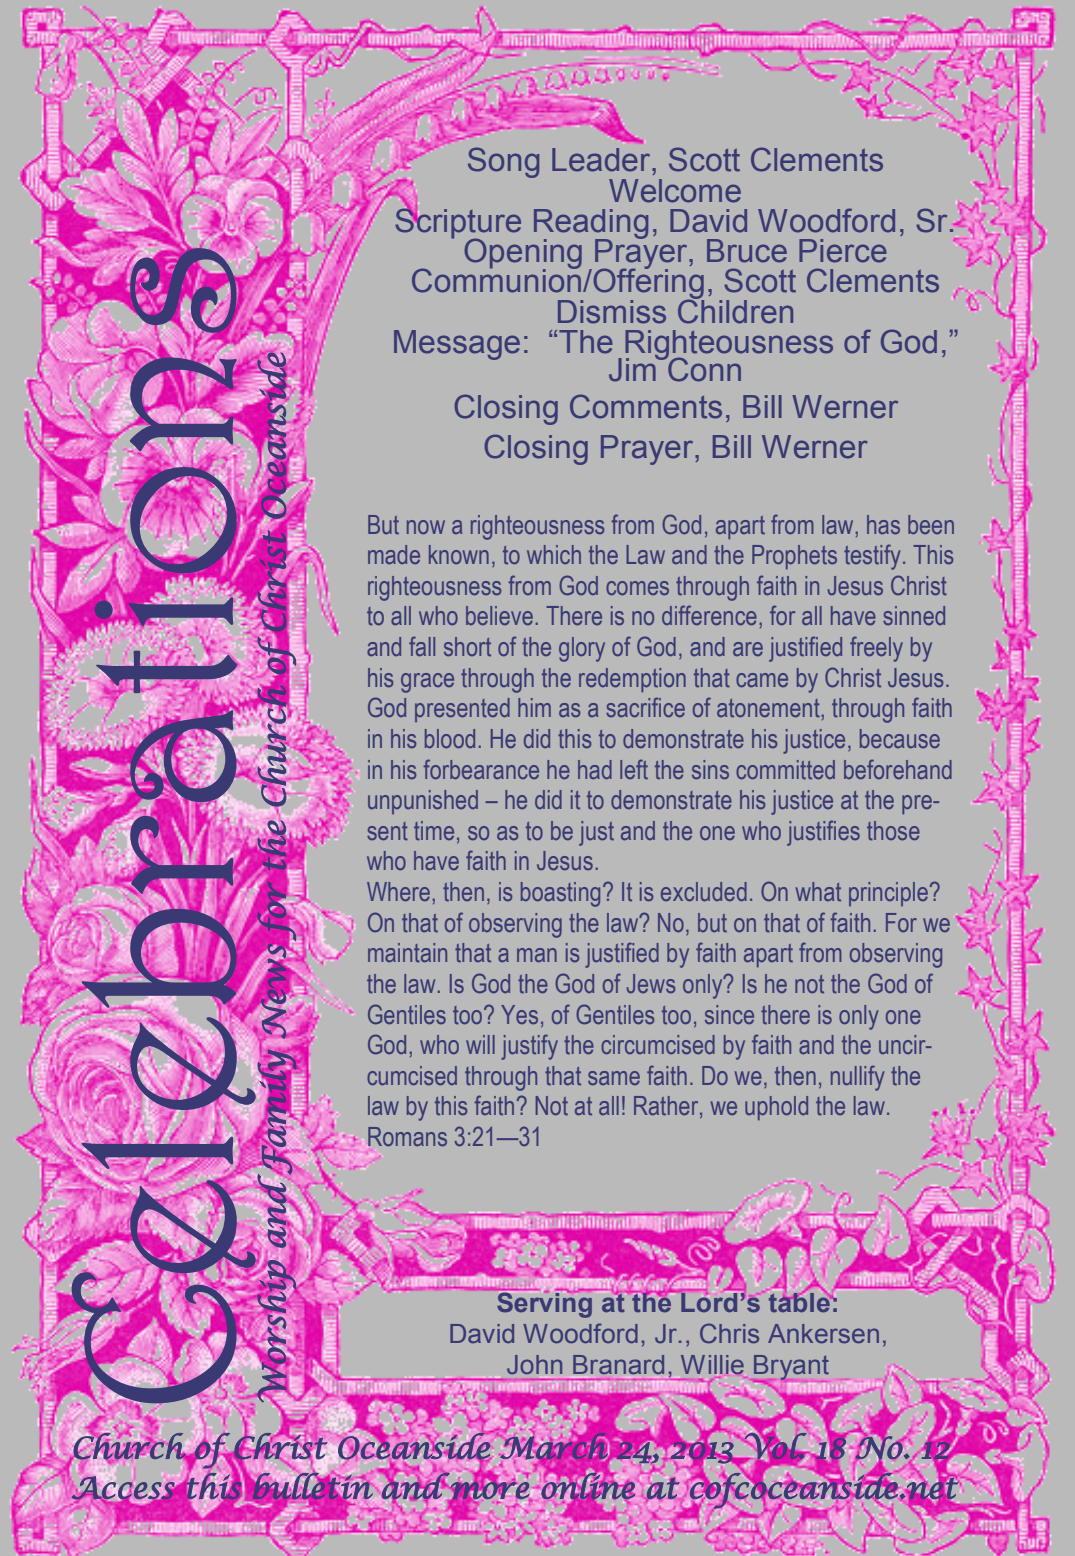 Celebrations
Worship and Family News for the Church of Christ Oceanside
Song Leader, Scott Clements
Welcome
Scripture Reading, David Woodford, Sr.
Opening Prayer, Bruce Pierce
Communion/Offering, Scott Clements
Dismiss Children
Message:  “The Righteousness of God,”
Jim Conn
Closing Comments, Bill Werner
Closing Prayer, Bill Werner
But now a righteousness from God, apart from law, has been
made known, to which the Law and the Prophets testify. This
righteousness from God comes through faith in Jesus Christ
to all who believe. There is no difference, for all have sinned
and fall short of the glory of God, and are justified freely by
his grace through the redemption that came by Christ Jesus.
God presented him as a sacrifice of atonement, through faith
in his blood. He did this to demonstrate his justice, because
in his forbearance he had left the sins committed beforehand
unpunished – he did it to demonstrate his justice at the pre-
sent time, so as to be just and the one who justifies those
who have faith in Jesus.
Where, then, is boasting? It is excluded. On what principle?
On that of observing the law? No, but on that of faith. For we
maintain that a man is justified by faith apart from observing
the law. Is God the God of Jews only? Is he not the God of
Gentiles too? Yes, of Gentiles too, since there is only one
God, who will justify the circumcised by faith and the uncir-
cumcised through that same faith. Do we, then, nullify the
law by this faith? Not at all! Rather, we uphold the law.
Romans 3:21—31
Serving at the Lord’s table:
David Woodford, Jr., Chris Ankersen,
John Branard, Willie Bryant
Church of Christ Oceanside March 24, 2013 Vol. 18 No. 12
Access this bulletin and more online at cofcoceanside.net